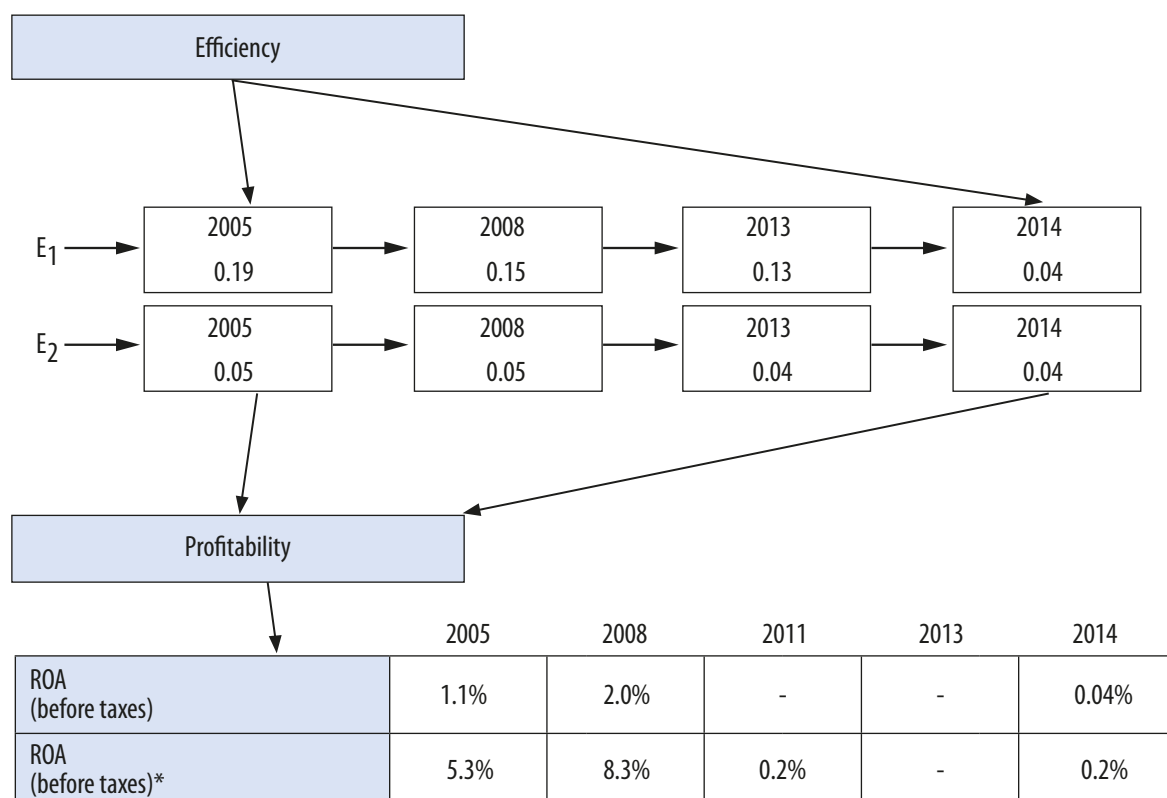 Efficiency
E1 2005 2008 2013 2014
0.19 0.15 0.13 0.04
E2 2005 2008 2013 2014
0.05 0.05 0.04 0.04
Profitability
2005 2008 2011 2013 2014
ROA
(before taxes) 1.1% 2.0% - - 0.04%
ROA
(before taxes)* 5.3% 8.3% 0.2% - 0.2%